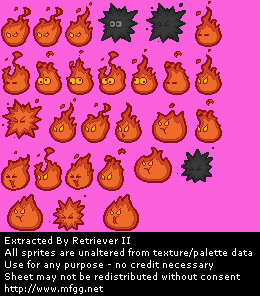 Extracted By Retriever II
All sprites are unaltered from texture/palette data
Use for any purpose - no credit necessary
Sheet may not be redistributed without consent
http://www.mfgg.net